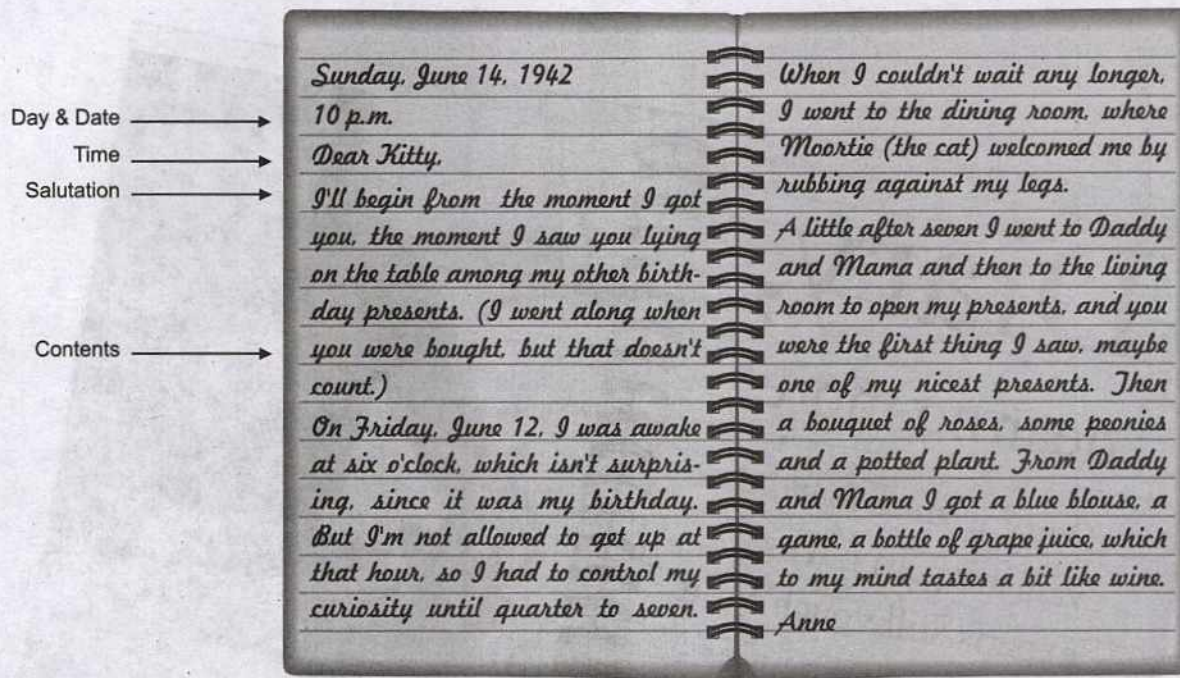 Day & Date
Time
Salutation
Contents
Sunday, June 14, 1942
10 p.m.
Dear Kitty,
I'll begin from the moment I got
you, the moment I saw you lying
on the table among my other birth-
day presents. (I went along when
you were bought, but that doesn't
count.)
On Friday, June 12, I was awake
at six o'clock, which isn't surpris-
ing, since it was my birthday.
But I'm not allowed to get up at
that hour, so I had to control my
curiosity until quarter to seven.
When I couldn't wait any longer,
I went to the dining room, where
Moortie (the cat) welcomed me by
rubbing against my legs.
A little after seven I went to Daddy
and Mama and then to the living
room to open my presents, and you
were the first thing I saw, maybe
one of my nicest presents. Then
a bouquet of roses, some peonies
and a potted plant. From Daddy
and Mama I got a blue blouse, a
game, a bottle of grape juice, which
to my mind tastes a bit like wine.
Anne